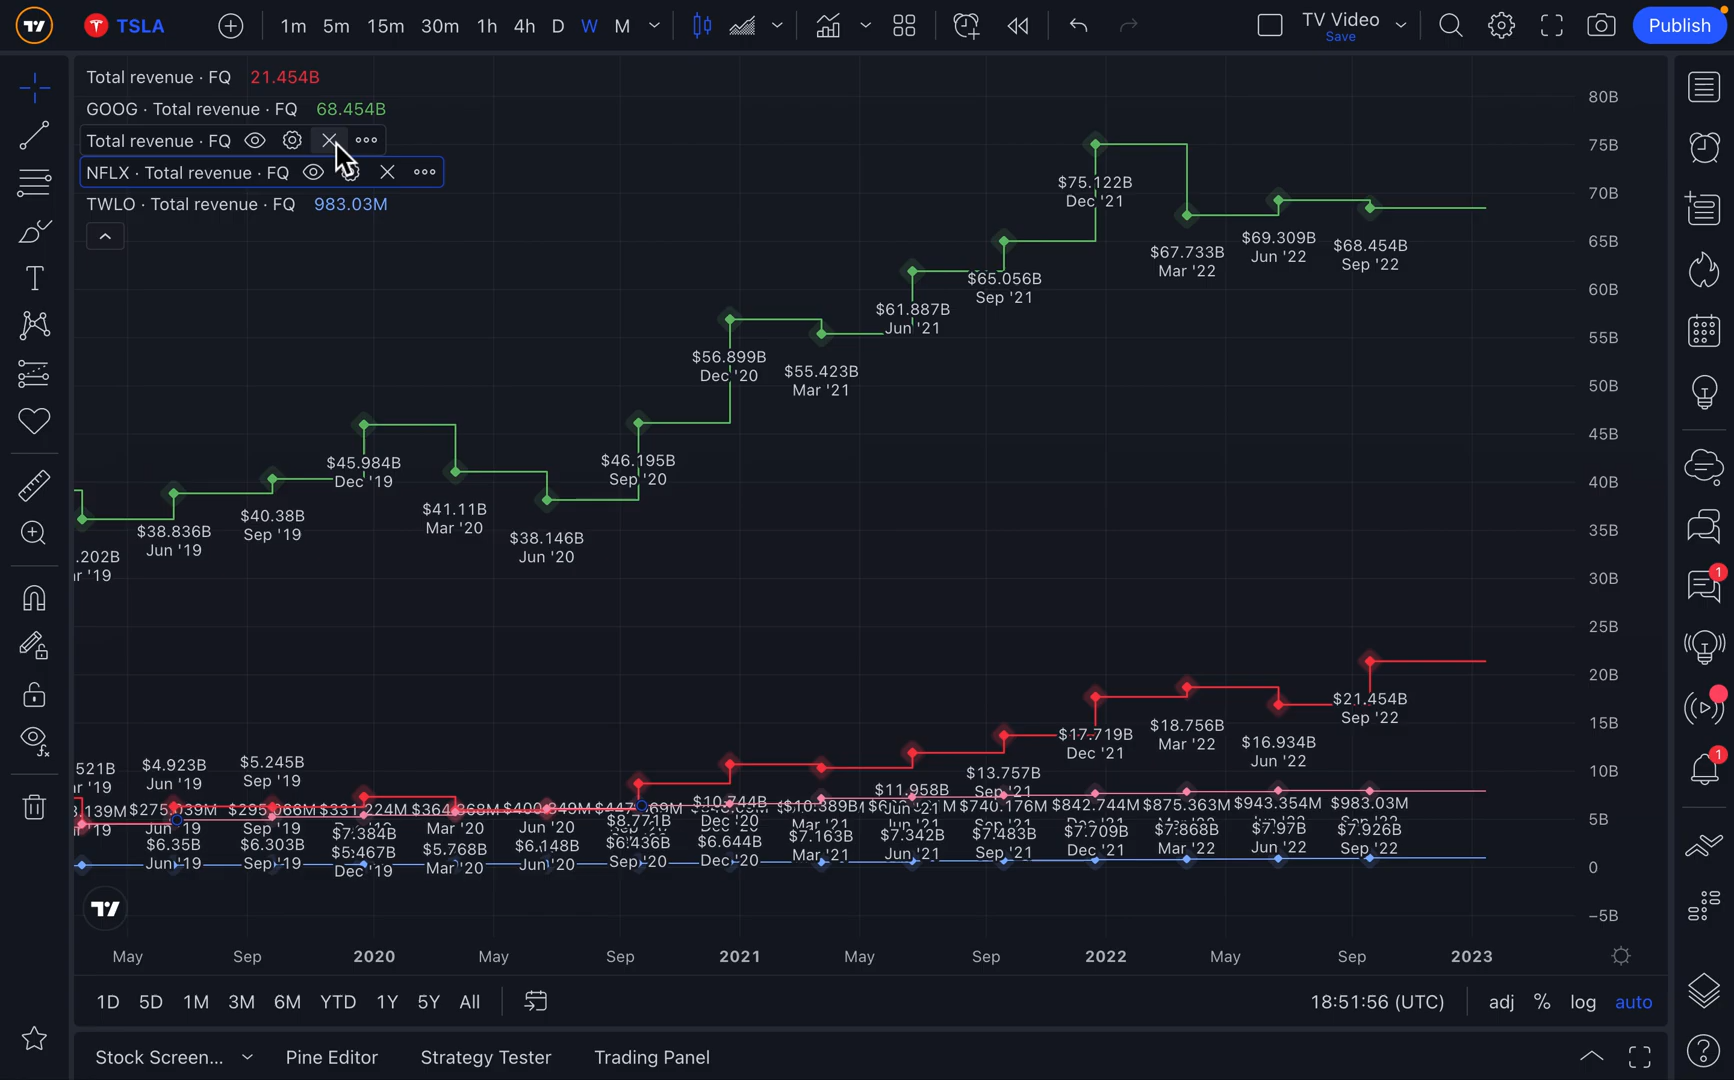 TSLA
1m 5m 15m 30m 1h 4h D W M
TV Video
Save
Publish
Total revenue · FQ 21.454B
GOOG · Total revenue · FQ 68.454B
Total revenue · FQ
NFLX · Total revenue · FQ
TWLO · Total revenue · FQ 983.03M
80B
75B
70B
65B
60B
55B
50B
45B
40B
35B
30B
25B
20B
15B
10B
5B
0
−5B
.202B
$38.836B
Jun '19
$40.38B
Sep '19
$45.984B
Dec '19
$41.11B
Mar '20
$38.146B
Jun '20
$46.195B
Sep '20
$56.899B
Dec '20
$55.423B
Mar '21
$61.887B
Jun '21
$65.056B
Sep '21
$75.122B
Dec '21
$67.733B
Mar '22
$69.309B
Jun '22
$68.454B
Sep '22
521B
$4.923B
Jun '19
$5.245B
Sep '19
$11.958B
$13.757B
Sep '21
$17.719B
Dec '21
$18.756B
Mar '22
$16.934B
Jun '22
$21.454B
Sep '22
$740.176M $842.744M $875.363M $943.354M $983.03M
$6.35B
Jun '19
$6.303B
Sep '19
$7.384B
$5.467B
Dec '19
Mar '20
$5.768B
Mar '20
Jun '20
$6.148B
Jun '20
$8.771B
$6.436B
Sep '20
$6.644B
Dec '20
$7.163B
Mar '21
$7.342B
Jun '21
$7.483B
Sep '21
$7.709B
Dec '21
$7.868B
Mar '22
$7.97B
Jun '22
$7.926B
Sep '22
May Sep 2020 May Sep 2021 May Sep 2022 May Sep 2023
1D 5D 1M 3M 6M YTD 1Y 5Y All
18:51:56 (UTC) adj % log auto
Stock Screen... Pine Editor Strategy Tester Trading Panel
1
1